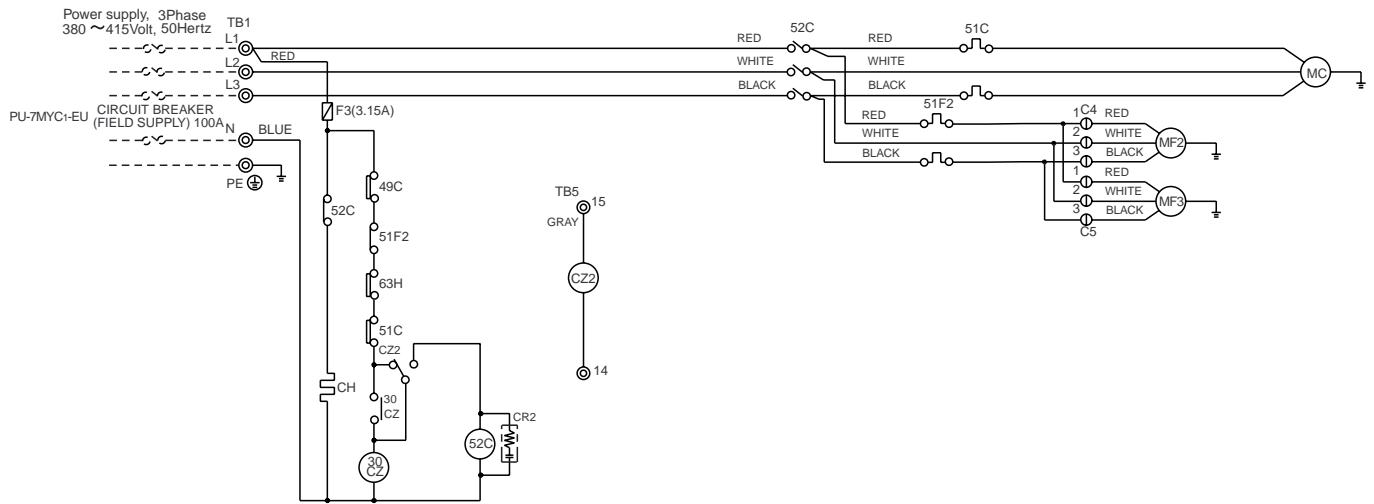 Power supply, 3Phase
380 ～415Volt, 50Hertz
TB1
L1
RED
L2
L3
F3(3.15A)
PU-7MYC1-EU CIRCUIT BREAKER
(FIELD SUPPLY) 100A
N
BLUE
PE
52C
49C
51F2
63H
51C
CZ2
CH
30
CZ
30
CZ
52C
CR2
TB5
15
GRAY
CZ2
14
RED
52C
RED
51C
WHITE
WHITE
MC
BLACK
BLACK
51F2
RED
1 C4 RED
WHITE
2 WHITE
MF2
BLACK
3 BLACK
1 RED
2 WHITE
MF3
3 BLACK
C5